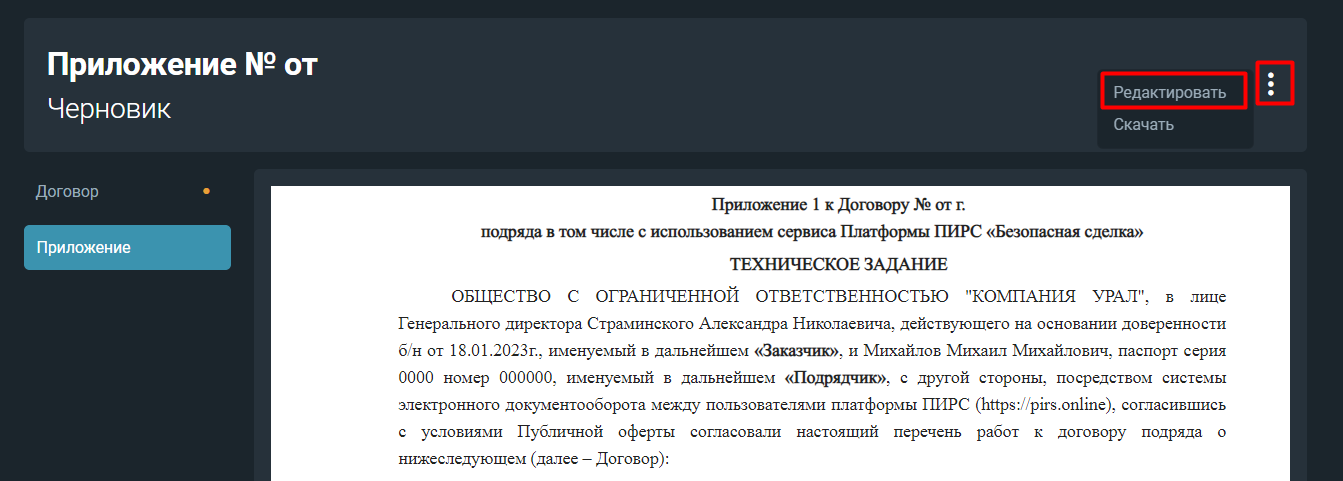 Приложение № от
Черновик
Редактировать
Скачать
Договор
Приложение
Приложение 1 к Договору № от г.
подряда в том числе с использованием сервиса Платформы ПИРС «Безопасная сделка»
ТЕХНИЧЕСКОЕ ЗАДАНИЕ
ОБЩЕСТВО С ОГРАНИЧЕННОЙ ОТВЕТСТВЕННОСТЬЮ "КОМПАНИЯ УРАЛ", в лице
Генерального директора Страминского Александра Николаевича, действующего на основании доверенности
б/н от 18.01.2023г., именуемый в дальнейшем «Заказчик», и Михайлов Михаил Михайлович, паспорт серия
0000 номер 000000, именуемый в дальнейшем «Подрядчик», с другой стороны, посредством системы
электронного документооборота между пользователями платформы ПИРС (https://pirs.online), согласившись
с условиями Публичной оферты согласовали настоящий перечень работ к договору подряда о
нижеследующем (далее – Договор):